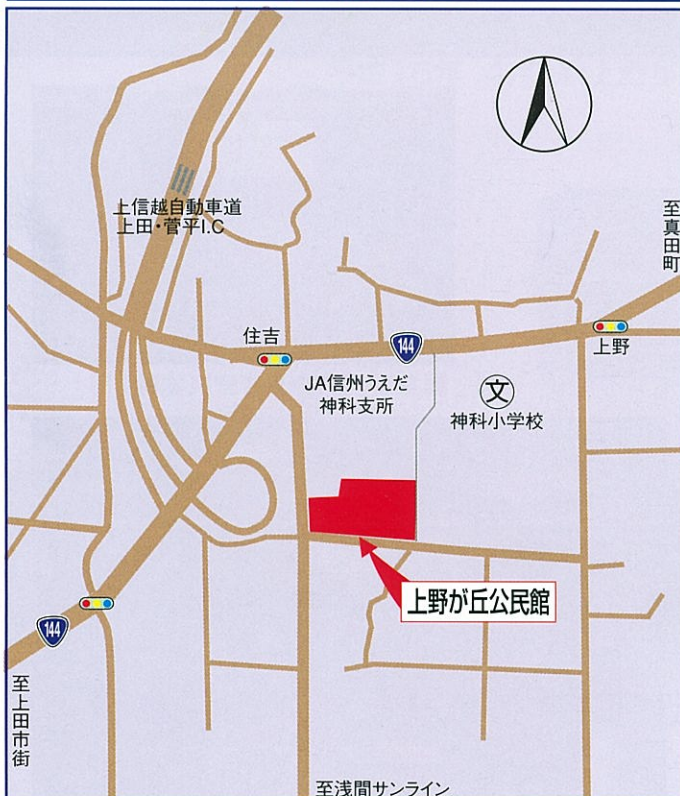 上信越自動車道
上田・菅平I.C
至真田町
住吉
144
上野
JA信州うえだ
神科支所
文
神科小学校
上野が丘公民館
144
至上田市街
至浅間サンライン